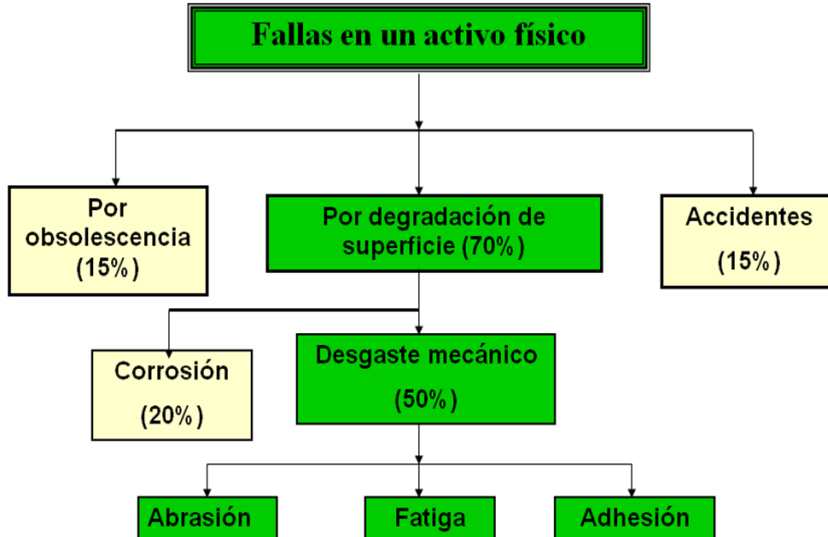 Fallas en un activo físico
Por
obsolescencia
(15%)
Por degradación de
superficie (70%)
Accidentes
(15%)
Corrosión
(20%)
Desgaste mecánico
(50%)
Abrasión
Fatiga
Adhesión